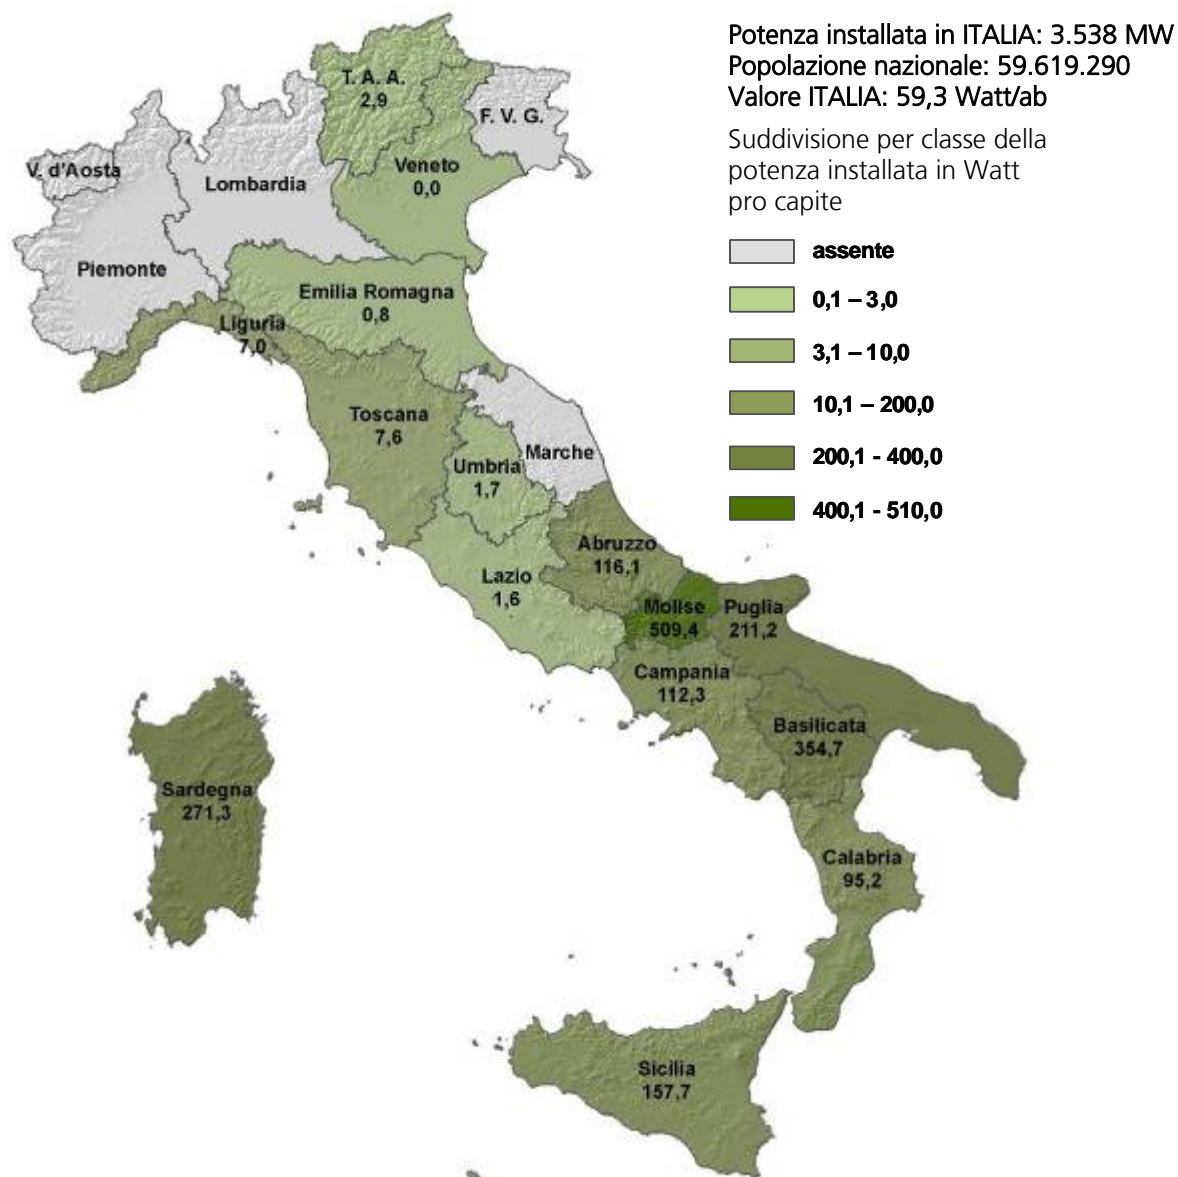 Potenza installata in ITALIA: 3.538 MW
Popolazione nazionale: 59.619.290
Valore ITALIA: 59,3 Watt/ab
Suddivisione per classe della
potenza installata in Watt
pro capite
assente
0,1 – 3,0
3,1 – 10,0
10,1 – 200,0
200,1 - 400,0
400,1 - 510,0
T. A. A.
2,9
F. V. G.
V. d'Aosta
Lombardia
Veneto
0,0
Piemonte
Emilia Romagna
0,8
Liguria
7,0
Toscana
7,6
Umbria
1,7
Marche
Abruzzo
116,1
Lazio
1,6
Molise
509,4
Puglia
211,2
Campania
112,3
Basilicata
354,7
Sardegna
271,3
Calabria
95,2
Sicilia
157,7